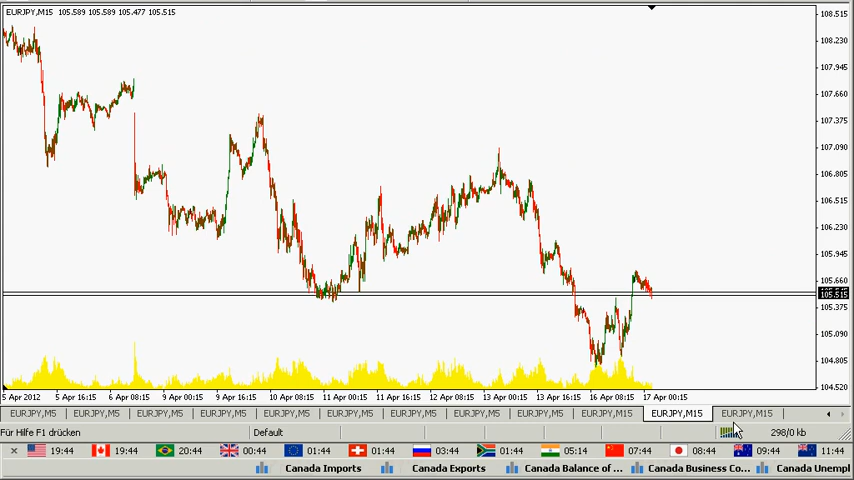 EURJPY,M15 105.589 105.589 105.477 105.515
108.515
108.230
107.945
107.660
107.375
107.090
106.805
106.515
106.230
105.945
105.660
105.515
105.375
105.090
104.805
104.520
5 Apr 2012 5 Apr 16:15 6 Apr 08:15 9 Apr 00:15 9 Apr 16:15 10 Apr 08:15 11 Apr 00:15 11 Apr 16:15 12 Apr 08:15 13 Apr 00:15 13 Apr 16:15 16 Apr 08:15 17 Apr 00:15
EURJPY,M5 EURJPY,M5 EURJPY,M5 EURJPY,M5 EURJPY,M5 EURJPY,M5 EURJPY,M5 EURJPY,M5 EURJPY,M5 EURJPY,M15 EURJPY,M15 EURJPY,M15
Für Hilfe F1 drücken Default 298/0 kb
19:44 19:44 20:44 00:44 01:44 01:44 03:44 01:44 05:14 07:44 08:44 09:44 11:44
Canada Imports Canada Exports Canada Balance of ... Canada Business Co... Canada Unempl